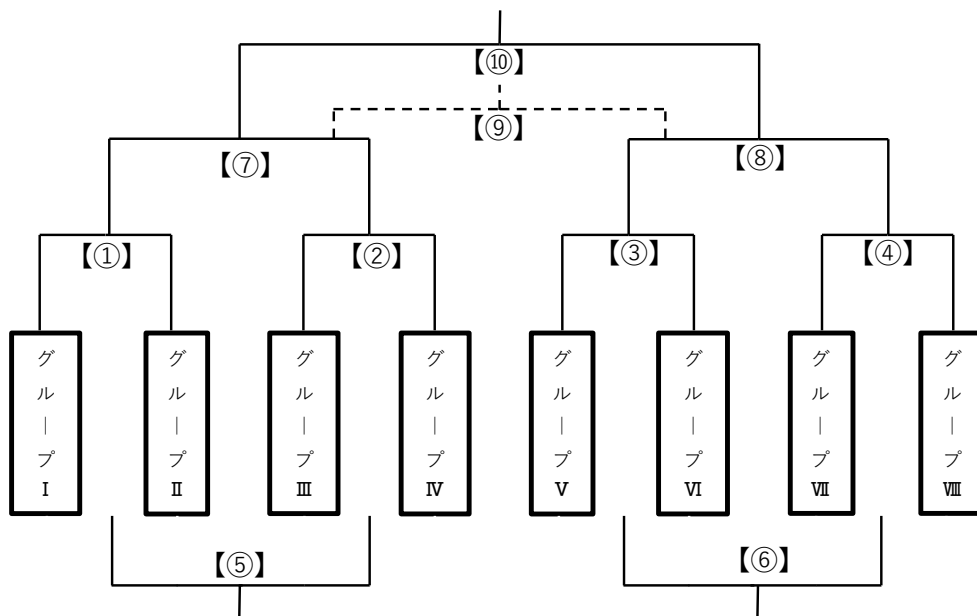 【⑩】
【⑨】
【⑦】
【⑧】
【①】
【②】
【③】
【④】
グループⅠ
グループⅡ
グループⅢ
グループⅣ
グループⅤ
グループⅥ
グループⅦ
グループⅧ
【⑤】
【⑥】